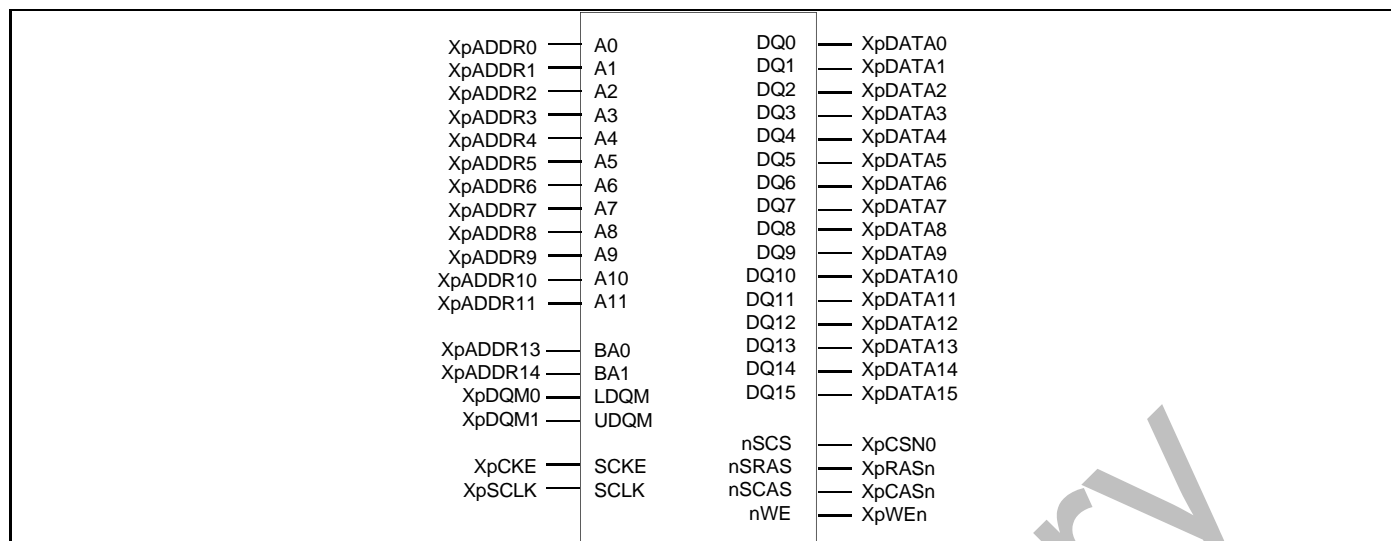 XpADDR0 A0 DQ0 XpDATA0
XpADDR1 A1 DQ1 XpDATA1
XpADDR2 A2 DQ2 XpDATA2
XpADDR3 A3 DQ3 XpDATA3
XpADDR4 A4 DQ4 XpDATA4
XpADDR5 A5 DQ5 XpDATA5
XpADDR6 A6 DQ6 XpDATA6
XpADDR7 A7 DQ7 XpDATA7
XpADDR8 A8 DQ8 XpDATA8
XpADDR9 A9 DQ9 XpDATA9
XpADDR10 A10 DQ10 XpDATA10
XpADDR11 A11 DQ11 XpDATA11
DQ12 XpDATA12
XpADDR13 BA0 DQ13 XpDATA13
XpADDR14 BA1 DQ14 XpDATA14
XpDQM0 LDQM DQ15 XpDATA15
XpDQM1 UDQM
nSCS XpCSN0
XpCKE SCKE nSRAS XpRASn
XpSCLK SCLK nSCAS XpCASn
nWE XpWEn
ry